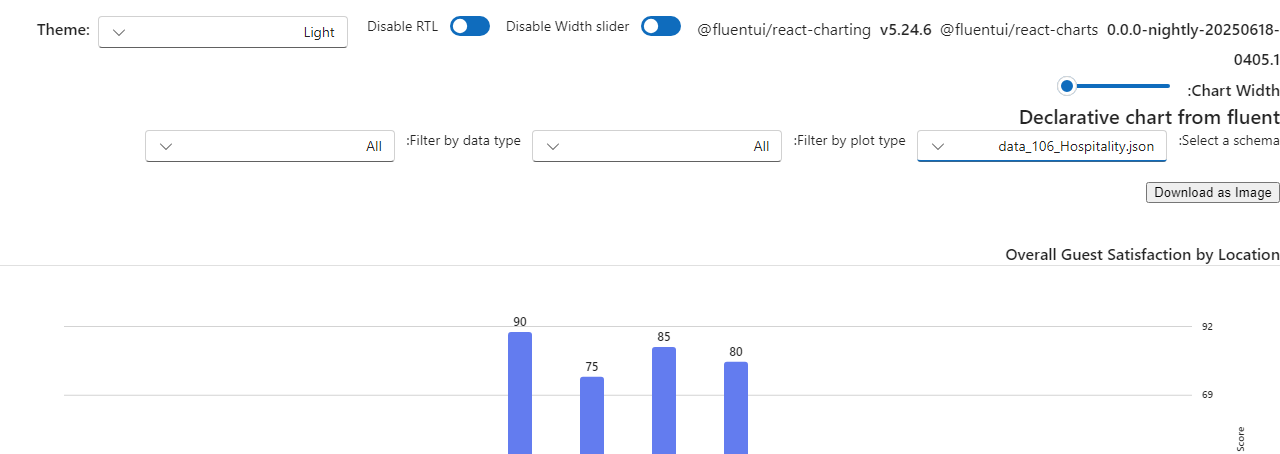 Theme: Light Disable RTL Disable Width slider @fluentui/react-charting v5.24.6 @fluentui/react-charts 0.0.0-nightly-20250618-
0405.1
:Chart Width
Declarative chart from fluent
:Select a schema data_106_Hospitality.json :Filter by plot type All :Filter by data type All
Download as Image
Overall Guest Satisfaction by Location
92
90
85
80
75
69
Score